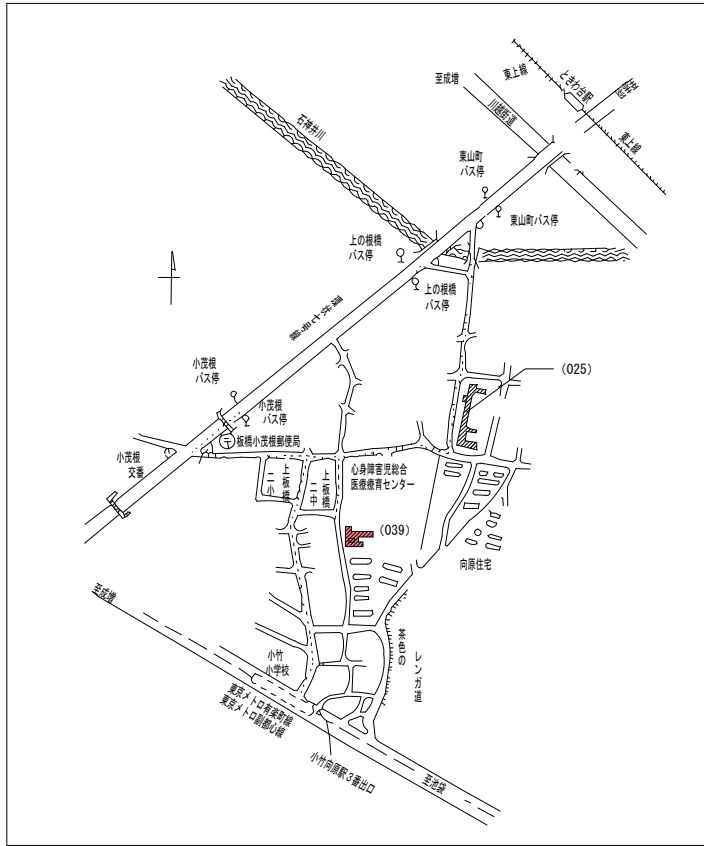 東上線
ときわ台駅
至成増
川越街道
東上線
石神井川
東山町
バス停
東山町バス停
上の根橋
バス停
上の根橋
バス停
環状七号線
小茂根
バス停
小茂根
バス停
(025)
〒 板橋小茂根郵便局
小茂根
交番
上板橋
二小
上板橋
二中
心身障害児総合
医療療育センター
(039)
向原住宅
至成増
茶色の
レンガ道
小竹
小学校
東京メトロ有楽町線
東京メトロ副都心線
小竹向原駅3番出口
至池袋